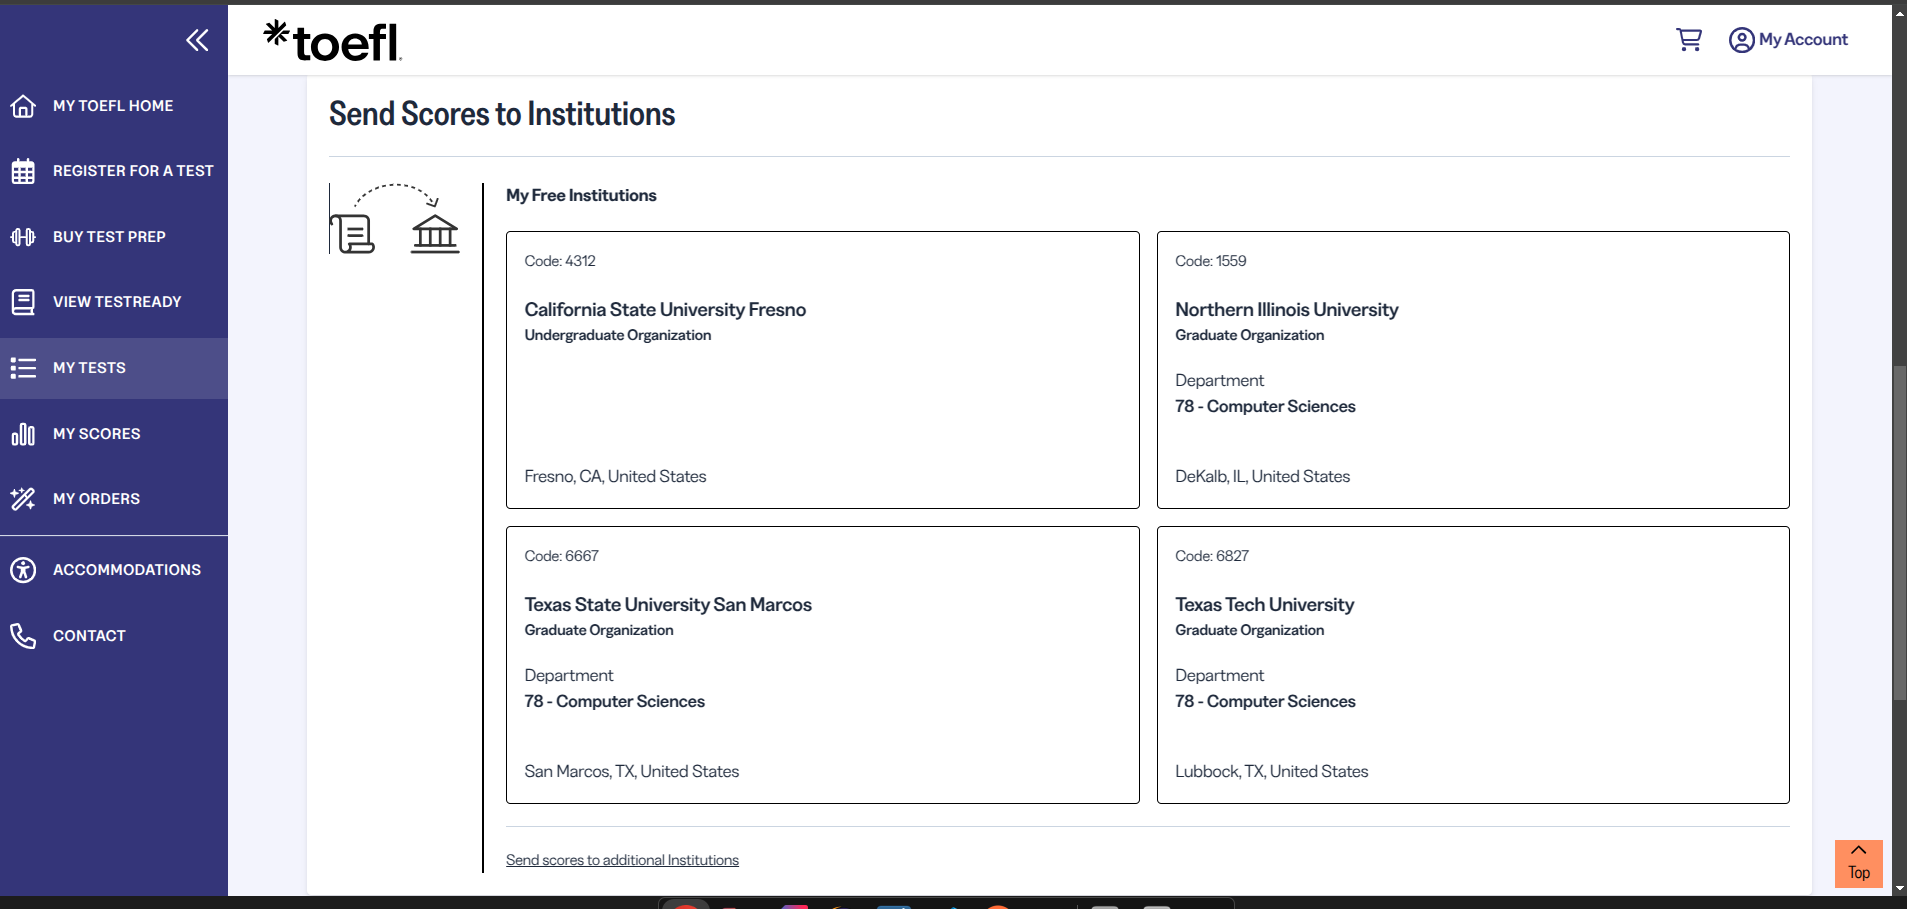 toefl
My Account
MY TOEFL HOME
REGISTER FOR A TEST
BUY TEST PREP
VIEW TESTREADY
MY TESTS
MY SCORES
MY ORDERS
ACCOMMODATIONS
CONTACT
Send Scores to Institutions
My Free Institutions
Code: 4312
California State University Fresno
Undergraduate Organization
Fresno, CA, United States
Code: 1559
Northern Illinois University
Graduate Organization
Department
78 - Computer Sciences
DeKalb, IL, United States
Code: 6667
Texas State University San Marcos
Graduate Organization
Department
78 - Computer Sciences
San Marcos, TX, United States
Code: 6827
Texas Tech University
Graduate Organization
Department
78 - Computer Sciences
Lubbock, TX, United States
Send scores to additional Institutions
Top